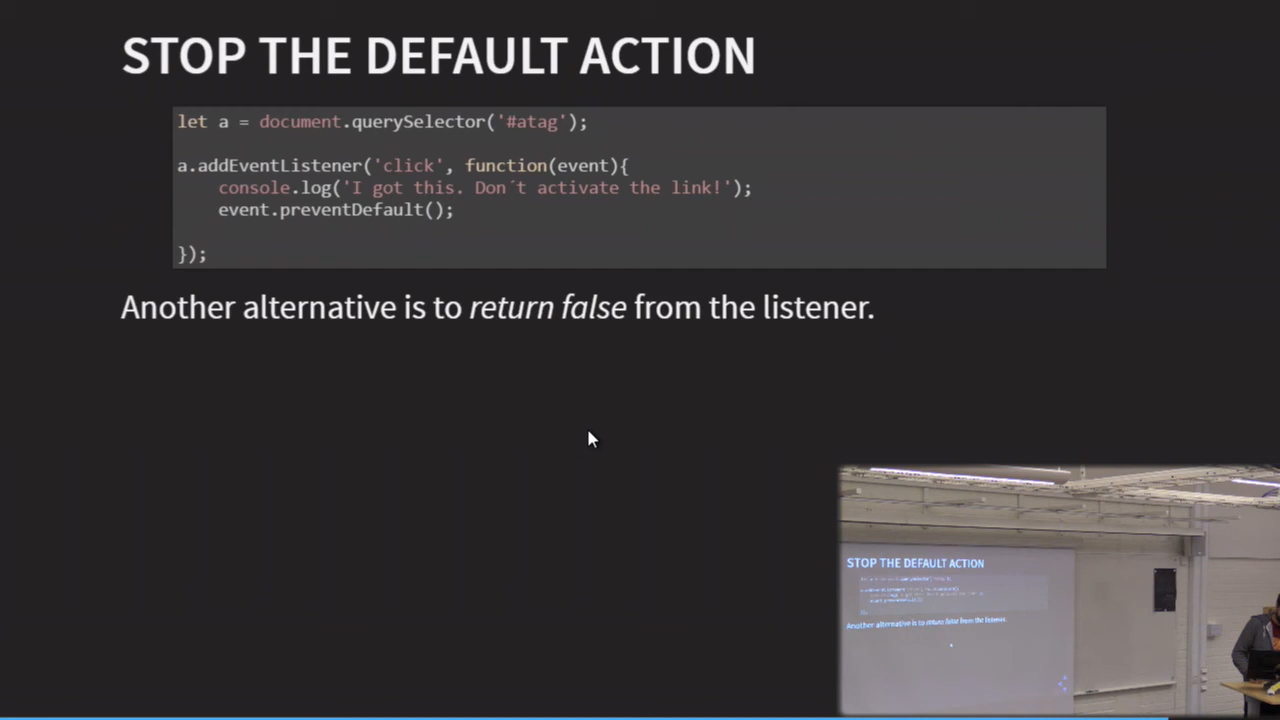 STOP THE DEFAULT ACTION
let a = document.querySelector('#atag');
a.addEventListener('click', function(event){
console.log('I got this. Don´t activate the link!');
event.preventDefault();
});
Another alternative is to return false from the listener.
STOP THE DEFAULT ACTION
Another alternative is to return false from the listener.